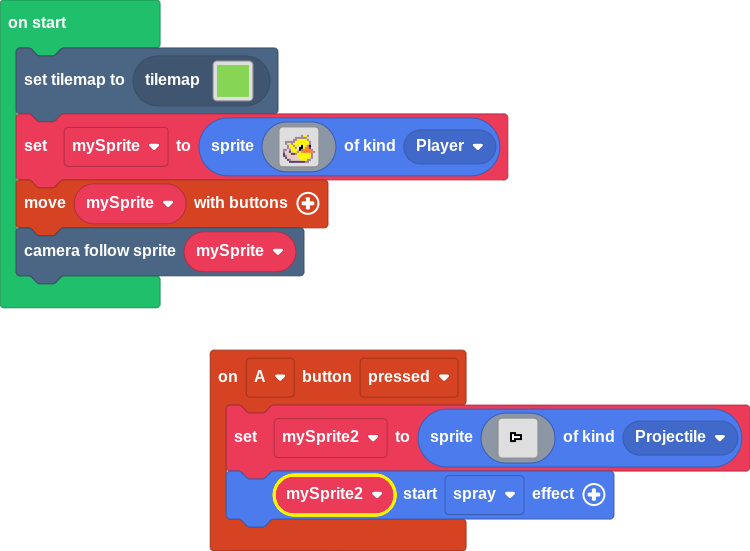 on start
set tilemap to tilemap
set mySprite to sprite of kind Player
move mySprite with buttons
camera follow sprite mySprite
on A button pressed
set mySprite2 to sprite of kind Projectile
mySprite2 start spray effect